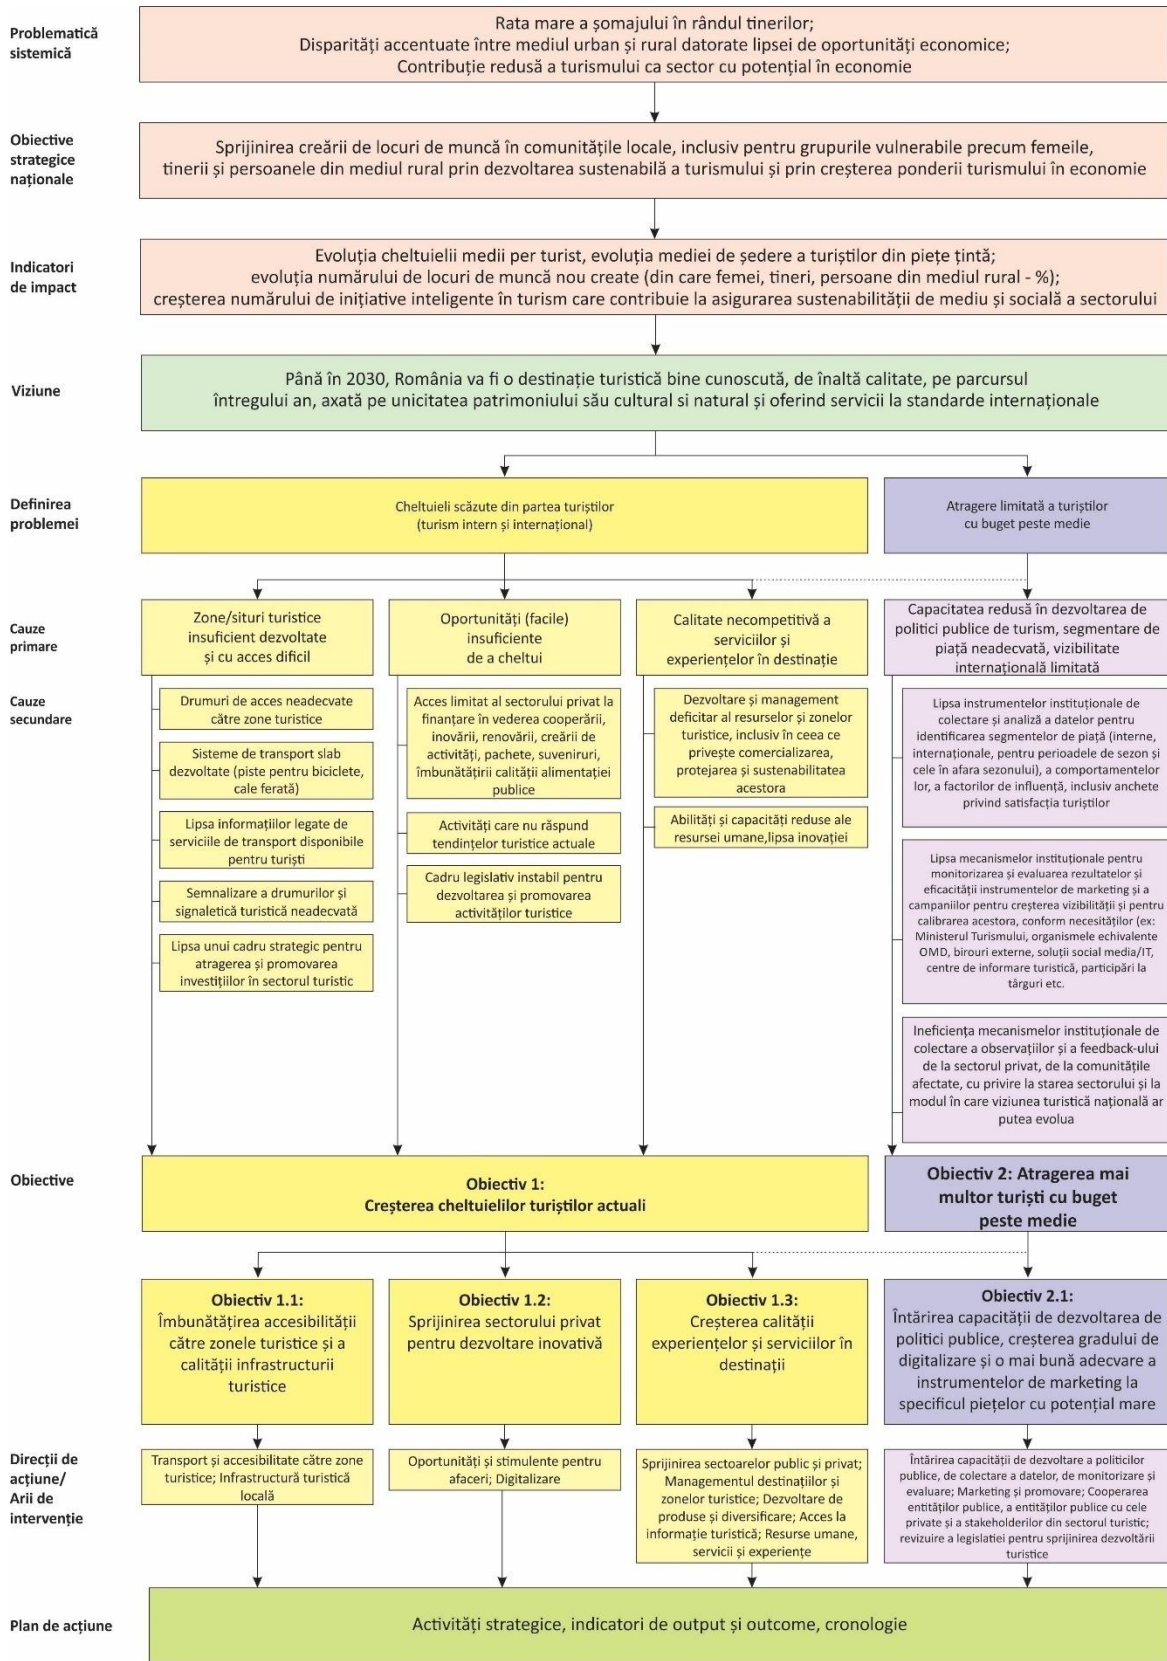 Problematică
sistemică
Rata mare a șomajului în rândul tinerilor;
Disparități accentuate între mediul urban și rural datorate lipsei de oportunități economice;
Contribuție redusă a turismului ca sector cu potențial în economie
Obiective
strategice
naționale
Sprijinirea creării de locuri de muncă în comunitățile locale, inclusiv pentru grupurile vulnerabile precum femeile,
tinerii și persoanele din mediul rural prin dezvoltarea sustenabilă a turismului și prin creșterea ponderii turismului în economie
Indicatori
de impact
Evoluția cheltuielii medii per turist, evoluția mediei de ședere a turiștilor din piețe țintă;
evoluția numărului de locuri de muncă nou create (din care femei, tineri, persoane din mediul rural - %);
creșterea numărului de inițiative inteligente în turism care contribuie la asigurarea sustenabilității de mediu și socială a sectorului
Viziune
Până în 2030, România va fi o destinație turistică bine cunoscută, de înaltă calitate, pe parcursul
întregului an, axată pe unicitatea patrimoniului său cultural si natural și oferind servicii la standarde internaționale
Definirea
problemei
Cheltuieli scăzute din partea turiștilor
(turism intern și internațional)
Atragere limitată a turiștilor
cu buget peste medie
Cauze
primare
Zone/situri turistice
insuficient dezvoltate
și cu acces dificil
Oportunități (facile)
insuficiente
de a cheltui
Calitate necompetitivă a
serviciilor și
experiențelor în destinație
Capacitatea redusă în dezvoltarea de
politici publice de turism, segmentare de
piață neadecvată, vizibilitate
internațională limitată
Cauze
secundare
Drumuri de acces neadecvate
către zone turistice
Sisteme de transport slab
dezvoltate (piste pentru biciclete,
cale ferată)
Lipsa informațiilor legate de
serviciile de transport disponibile
pentru turiști
Semnalizare a drumurilor și
signaletică turistică neadecvată
Lipsa unui cadru strategic pentru
atragerea și promovarea
investițiilor în sectorul turistic
Acces limitat al sectorului privat la
finanțare în vederea cooperării,
inovării, renovării, creării de
activități, pachete, suveniruri,
îmbunătățirii calității alimentației
publice
Activități care nu răspund
tendințelor turistice actuale
Cadru legislativ instabil pentru
dezvoltarea și promovarea
activităților turistice
Dezvoltare și management
deficitar al resurselor și zonelor
turistice, inclusiv în ceea ce
privește comercializarea,
protejarea și sustenabilitatea
acestora
Abilități și capacități reduse ale
resursei umane,lipsa inovației
Lipsa instrumentelor instituționale de
colectare și analiză a datelor pentru
identificarea segmentelor de piață (interne,
internaționale, pentru perioadele de sezon și
cele în afara sezonului), a comportamentelor
lor, a factorilor de influență, inclusiv anchete
privind satisfacția turiștilor
Lipsa mecanismelor instituționale pentru
monitorizarea și evaluarea rezultatelor și
eficacității instrumentelor de marketing și a
campaniilor pentru creșterea vizibilității și pentru
calibrarea acestora, conform necesităților (ex:
Ministerul Turismului, organismele echivalente
OMD, birouri externe, soluții social media/IT,
centre de informare turistică, participări la
târguri etc.
Ineficiența mecanismelor instituționale de
colectare a observațiilor și a feedback-ului
de la sectorul privat, de la comunitățile
afectate, cu privire la starea sectorului și la
modul în care viziunea turistică națională ar
putea evolua
Obiective
Obiectiv 1:
Creșterea cheltuielilor turiștilor actuali
Obiectiv 2: Atragerea mai
multor turiști cu buget
peste medie
Obiectiv 1.1:
Îmbunătățirea accesibilității
către zonele turistice și a
calității infrastructurii
turistice
Obiectiv 1.2:
Sprijinirea sectorului privat
pentru dezvoltare inovativă
Obiectiv 1.3:
Creșterea calității
experiențelor și serviciilor în
destinații
Obiectiv 2.1:
Întărirea capacității de dezvoltarea de
politici publice, creșterea gradului de
digitalizare și o mai bună adecvare a
instrumentelor de marketing la
specificul piețelor cu potențial mare
Direcții de
acțiune/
Arii de
intervenție
Transport și accesibilitate către zone
turistice; Infrastructură turistică
locală
Oportunități și stimulente pentru
afaceri; Digitalizare
Sprijinirea sectoarelor public și privat;
Managementul destinațiilor și
zonelor turistice; Dezvoltare de
produse și diversificare; Acces la
informație turistică; Resurse umane,
servicii și experiențe
Întărirea capacității de dezvoltare a politicilor
publice, de colectare a datelor, de monitorizare și
evaluare; Marketing și promovare; Cooperarea
entităților publice, a entităților publice cu cele
private și a stakeholderilor din sectorul turistic;
revizuire a legislatiei pentru sprijinirea dezvoltării
turistice
Plan de acțiune
Activități strategice, indicatori de output și outcome, cronologie